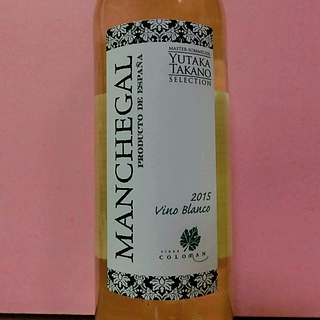 MANCHEGAL
PRODUCTO DE ESPAÑA
MASTER-SOMMELIER
YUTAKA
TAKANO
SELECTION
2015
Vino Blanco
COLOMAN